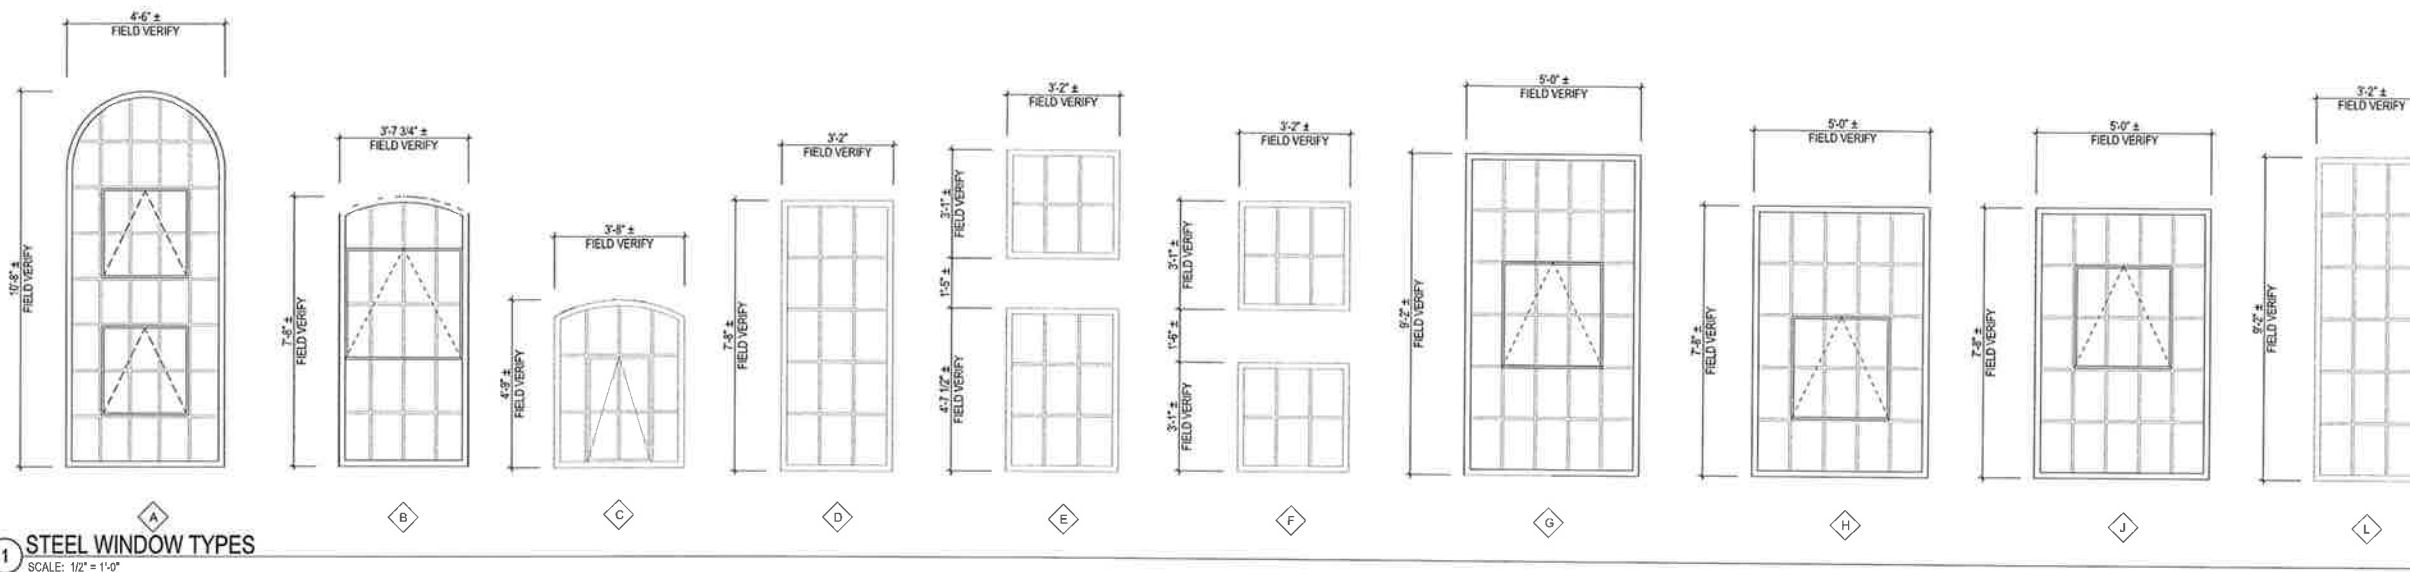 4'-6" ±
FIELD VERIFY
10'-8" ±
FIELD VERIFY
A
3'-7 3/4" ±
FIELD VERIFY
7'-8" ±
FIELD VERIFY
B
3'-8" ±
FIELD VERIFY
4'-9" ±
FIELD VERIFY
C
3'-2"
FIELD VERIFY
7'-8" ±
FIELD VERIFY
D
3'-2" ±
FIELD VERIFY
3'-1" ±
FIELD VERIFY
1'-5" ±
4'-7 1/2" ±
FIELD VERIFY
E
3'-2" ±
FIELD VERIFY
3'-1" ±
FIELD VERIFY
1'-6" ±
3'-1" ±
FIELD VERIFY
F
5'-0" ±
FIELD VERIFY
9'-2" ±
FIELD VERIFY
G
5'-0" ±
FIELD VERIFY
7'-8" ±
FIELD VERIFY
H
5'-0" ±
FIELD VERIFY
7'-8" ±
FIELD VERIFY
J
3'-2" ±
FIELD VERIFY
9'-2" ±
FIELD VERIFY
L
1
STEEL WINDOW TYPES
SCALE: 1/2" = 1'-0"